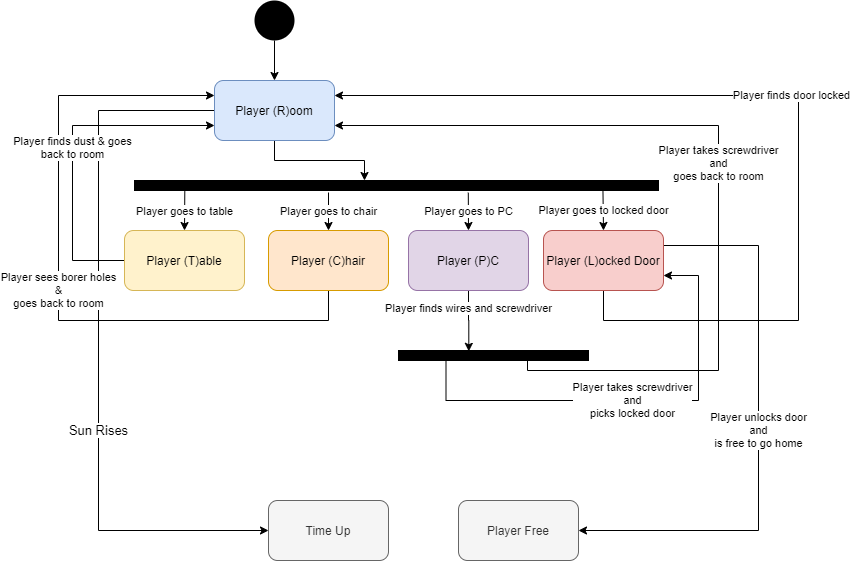 Player (R)oom
Player finds door locked
Player finds dust & goes
back to room
Player takes screwdriver
and
goes back to room
Player goes to table
Player goes to chair
Player goes to PC
Player goes to locked door
Player (T)able
Player (C)hair
Player (P)C
Player (L)ocked Door
Player sees borer holes
&
goes back to room
Player finds wires and screwdriver
Player takes screwdriver
and
picks locked door
Sun Rises
Player unlocks door
and
is free to go home
Time Up
Player Free